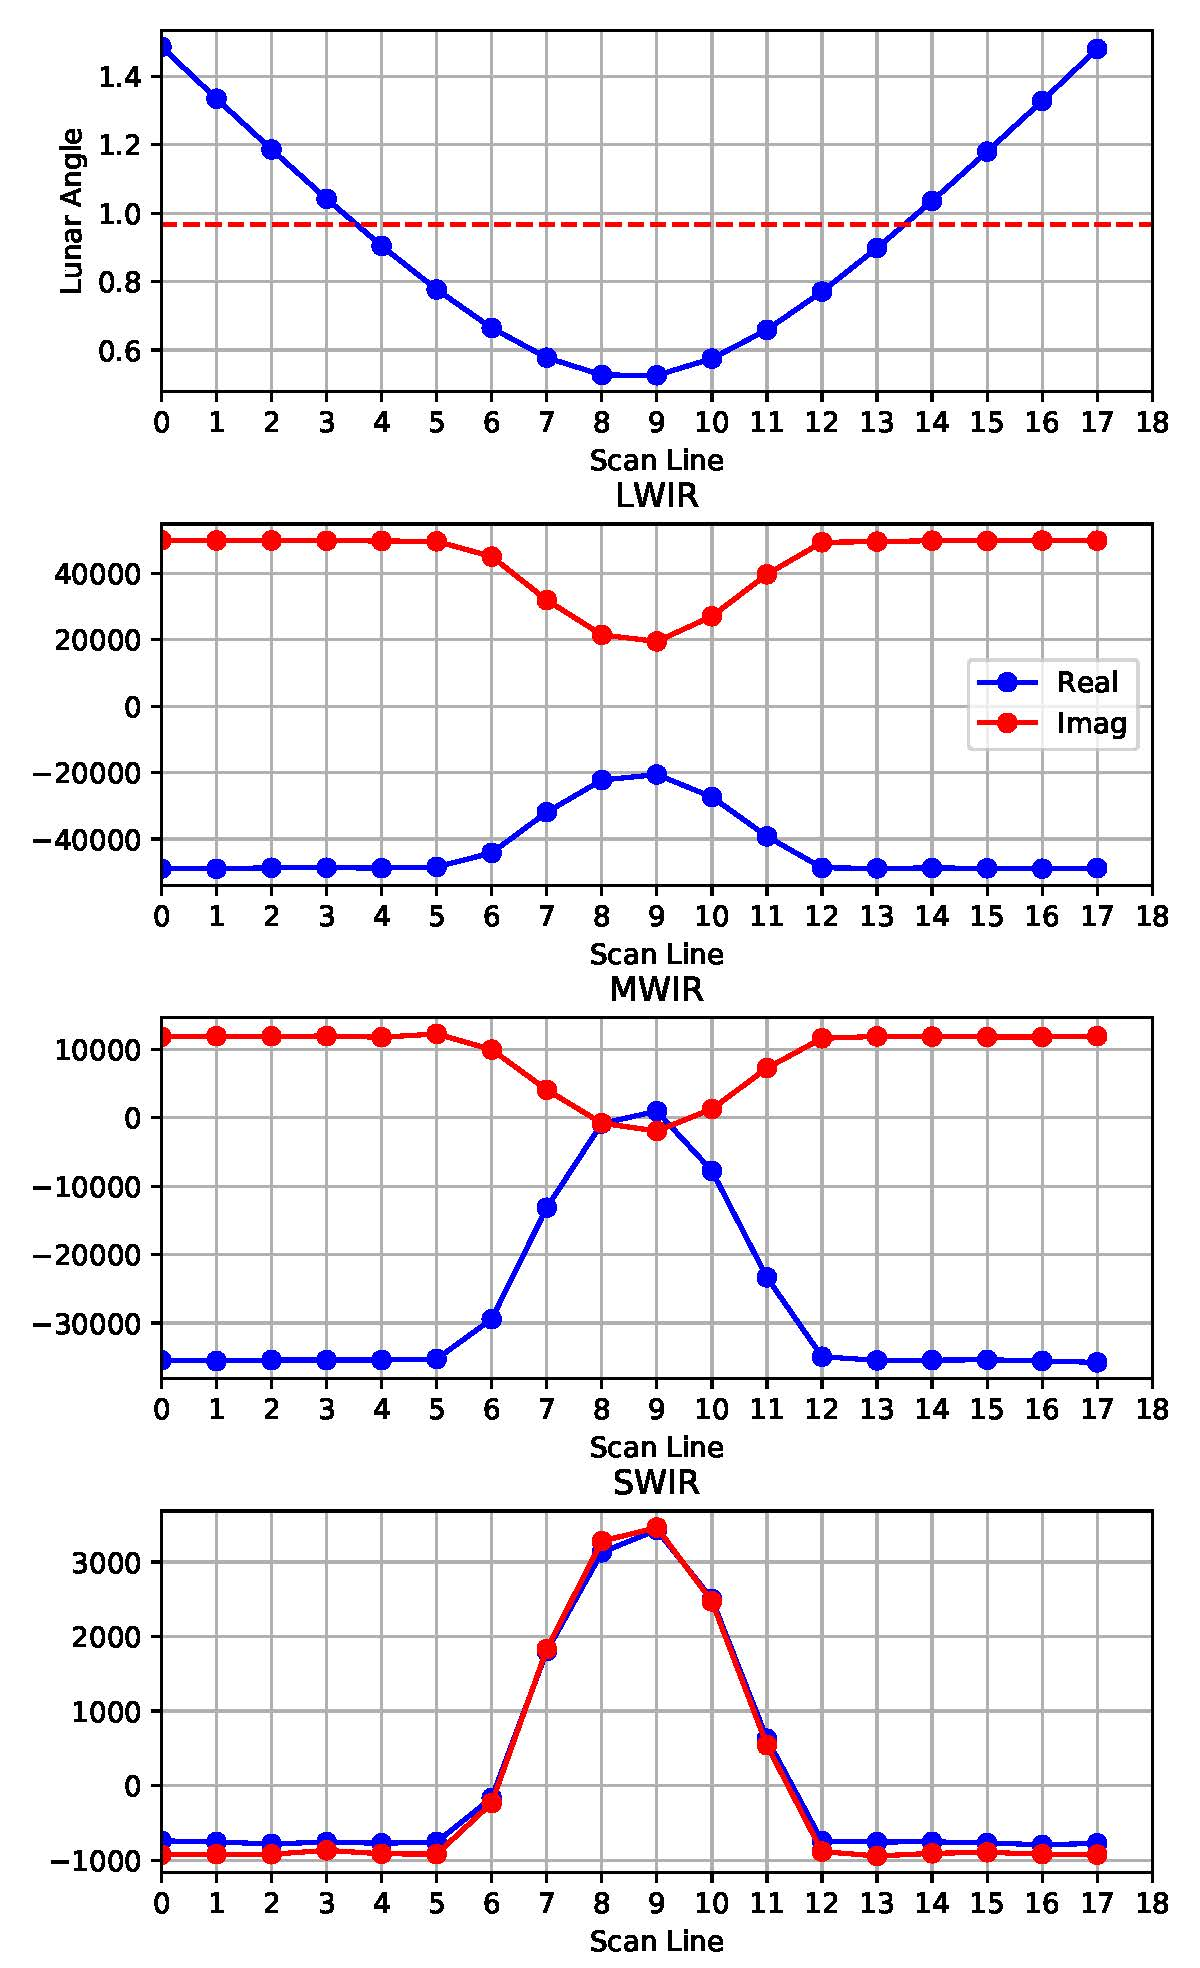 1.4
1.2
1.0
0.8
0.6
Lunar Angle
0 1 2 3 4 5 6 7 8 9 10 11 12 13 14 15 16 17 18
Scan Line
LWIR
40000
20000
0
−20000
−40000
Real
Imag
0 1 2 3 4 5 6 7 8 9 10 11 12 13 14 15 16 17 18
Scan Line
MWIR
10000
0
−10000
−20000
−30000
0 1 2 3 4 5 6 7 8 9 10 11 12 13 14 15 16 17 18
Scan Line
SWIR
3000
2000
1000
0
−1000
0 1 2 3 4 5 6 7 8 9 10 11 12 13 14 15 16 17 18
Scan Line